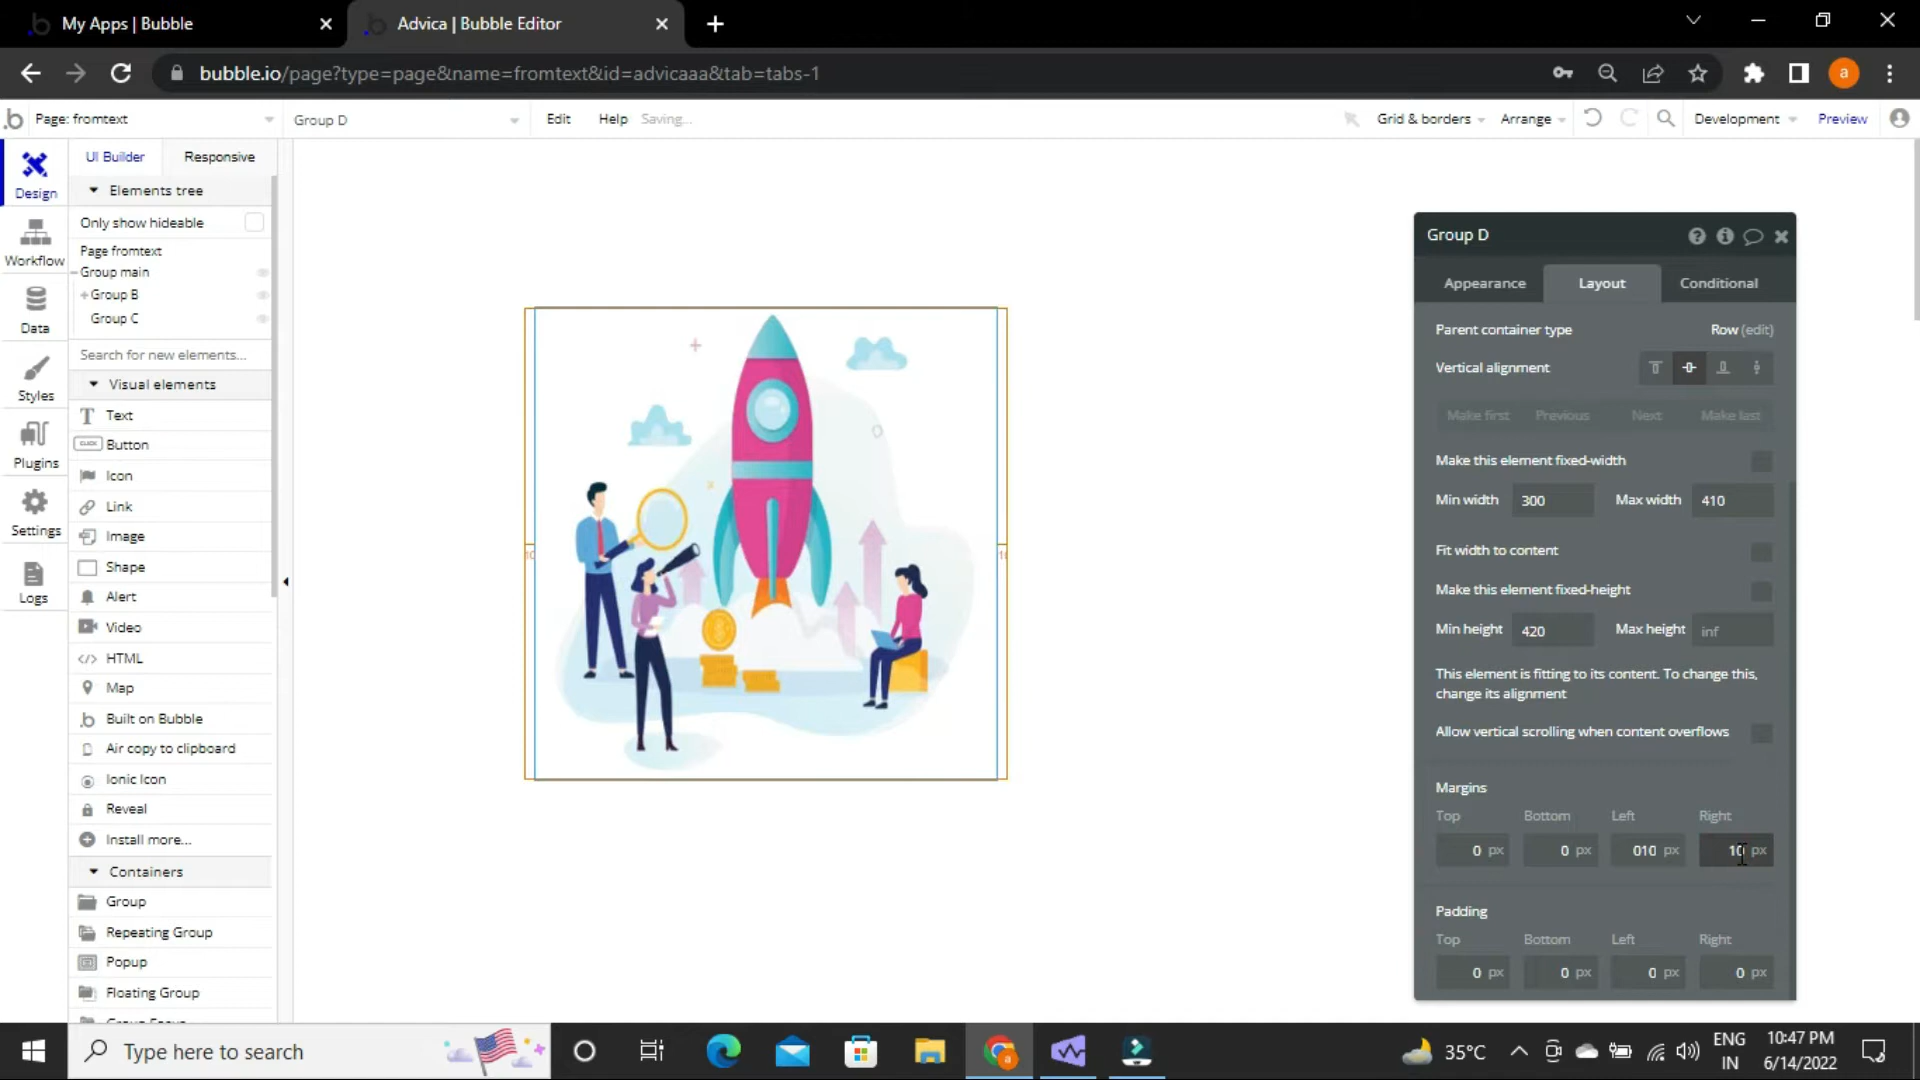 My Apps | Bubble
Advica | Bubble Editor
bubble.io/page?type=page&name=fromtext&id=advicaaa&tab=tabs-1
a
Page: fromtext
Group D
Edit
Help
Saving...
Grid & borders
Arrange
Development
Preview
Design
Workflow
Data
Styles
Plugins
Settings
Logs
UI Builder
Responsive
Elements tree
Only show hideable
Page fromtext
Group main
Group B
Group C
Search for new elements...
Visual elements
Text
CLICK Button
Icon
Link
Image
Shape
Alert
Video
HTML
Map
Built on Bubble
Air copy to clipboard
Ionic Icon
Reveal
Install more...
Containers
Group
Repeating Group
Popup
Floating Group
Group D
Appearance
Layout
Conditional
Parent container type Row (edit)
Vertical alignment
Make first Previous Next Make last
Make this element fixed-width
Min width 300 Max width 410
Fit width to content
Make this element fixed-height
Min height 420 Max height inf
This element is fitting to its content. To change this,
change its alignment
Allow vertical scrolling when content overflows
Margins
Top Bottom Left Right
0 px 0 px 010 px 10 px
Padding
Top Bottom Left Right
0 px 0 px 0 px 0 px
Type here to search
a
35°C
ENG
IN
10:47 PM
6/14/2022